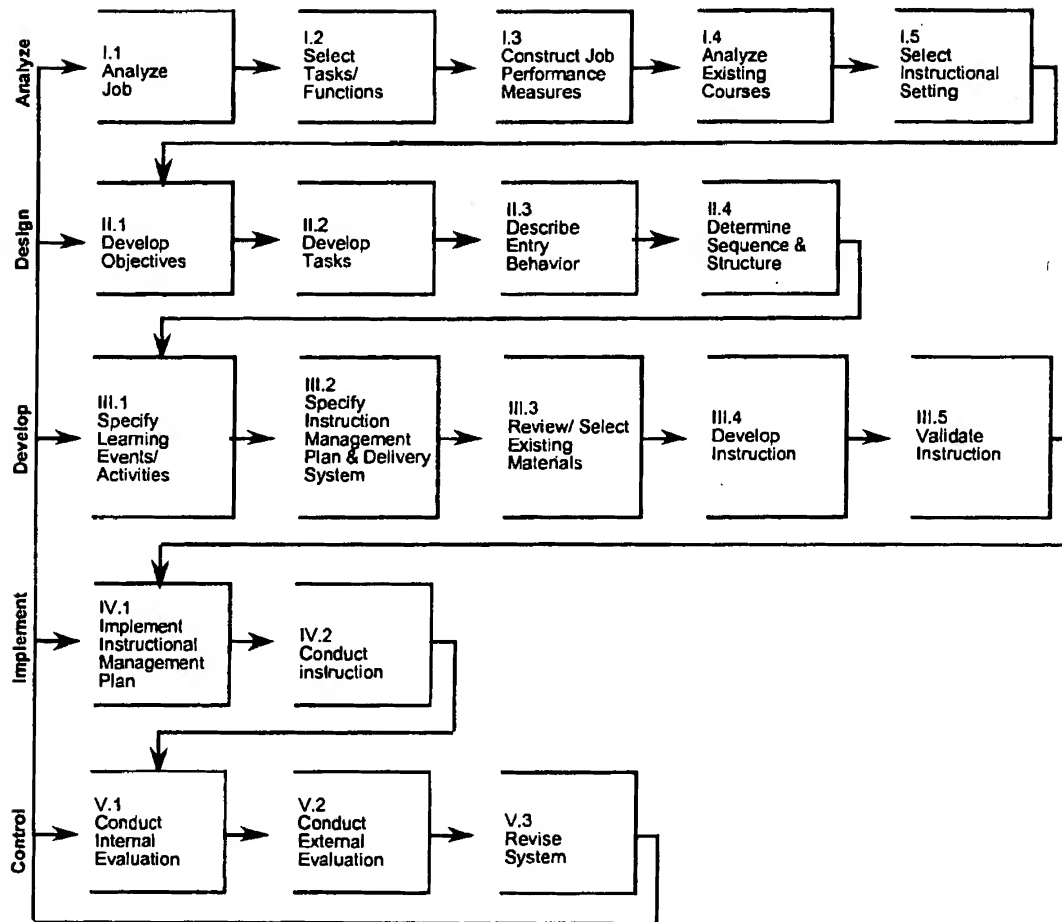 Analyze
I.1
Analyze
Job
I.2
Select
Tasks/
Functions
I.3
Construct Job
Performance
Measures
I.4
Analyze
Existing
Courses
I.5
Select
Instructional
Setting
Design
II.1
Develop
Objectives
II.2
Develop
Tasks
II.3
Describe
Entry
Behavior
II.4
Determine
Sequence &
Structure
Develop
III.1
Specify
Learning
Events/
Activities
III.2
Specify
Instruction
Management
Plan & Delivery
System
III.3
Review/ Select
Existing
Materials
III.4
Develop
Instruction
III.5
Validate
Instruction
Implement
IV.1
Implement
Instructional
Management
Plan
IV.2
Conduct
instruction
Control
V.1
Conduct
Internal
Evaluation
V.2
Conduct
External
Evaluation
V.3
Revise
System